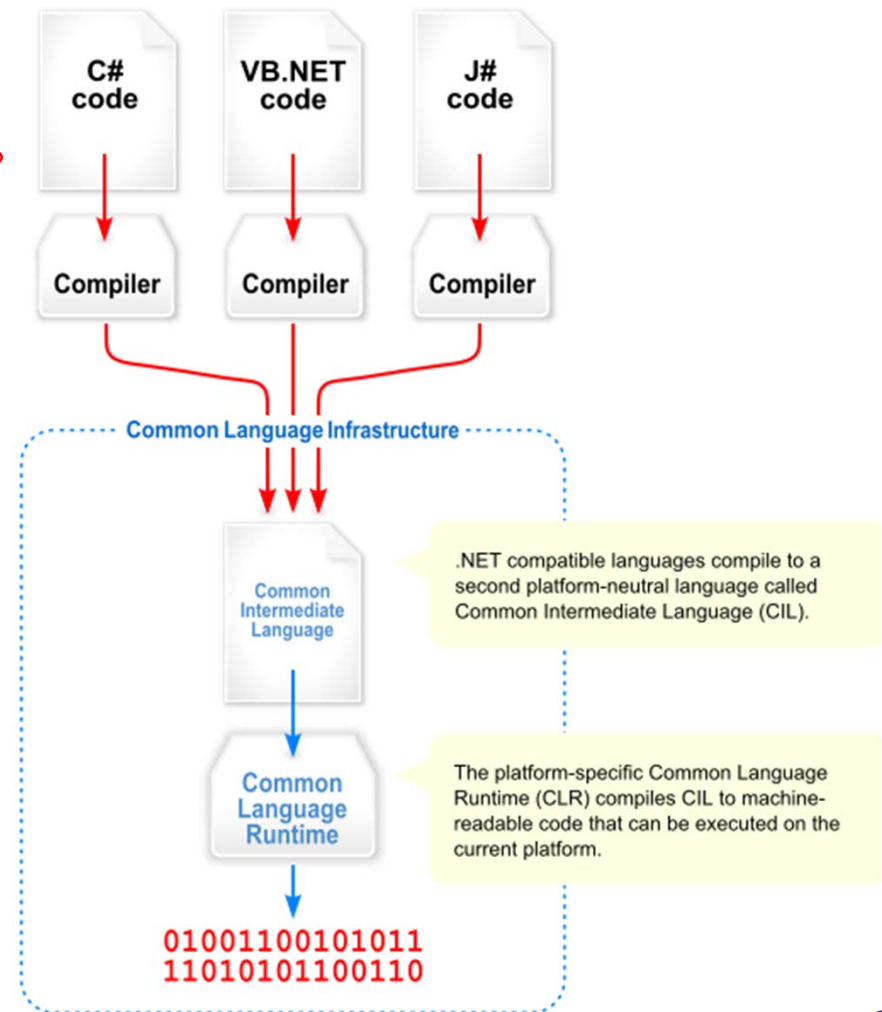 C#
code
VB.NET
code
J#
code
Compiler
Compiler
Compiler
Common Language Infrastructure
Common
Intermediate
Language
.NET compatible languages compile to a
second platform-neutral language called
Common Intermediate Language (CIL).
Common
Language
Runtime
The platform-specific Common Language
Runtime (CLR) compiles CIL to machine-
readable code that can be executed on the
current platform.
01001100101011
11010101100110